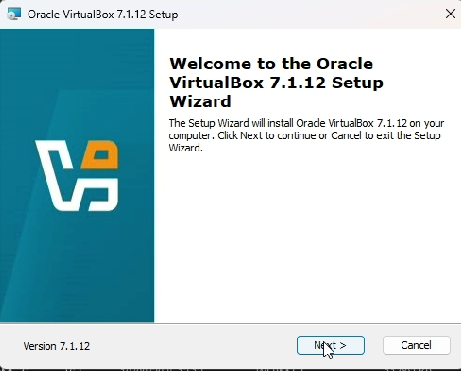 Oracle VirtualBox 7.1.12 Setup
Welcome to the Oracle
VirtualBox 7.1.12 Setup
Wizard
The Setup Wizard will install Oracle VirtualBox 7.1.12 on your
computer. Click Next to continue or Cancel to exit the Setup
Wizard.
Version 7.1.12
Next >
Cancel